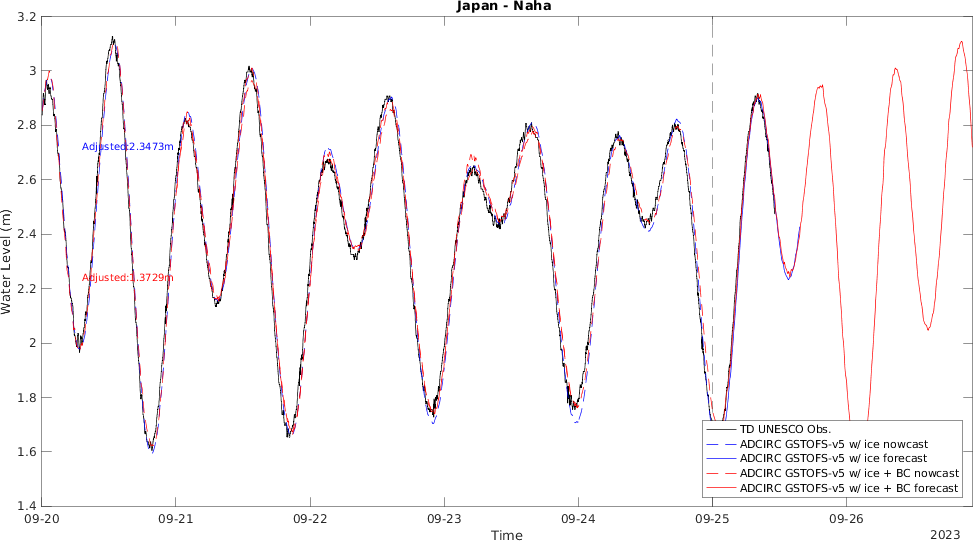 Japan - Naha
3.2
3
2.8
2.6
2.4
2.2
2
1.8
1.6
1.4
Water Level (m)
Adjusted:2.3473m
Adjusted:1.3729m
TD UNESCO Obs.
ADCIRC GSTOFS-v5 w/ ice nowcast
ADCIRC GSTOFS-v5 w/ ice forecast
ADCIRC GSTOFS-v5 w/ ice + BC nowcast
ADCIRC GSTOFS-v5 w/ ice + BC forecast
09-20 09-21 09-22 09-23 09-24 09-25 09-26
Time
2023